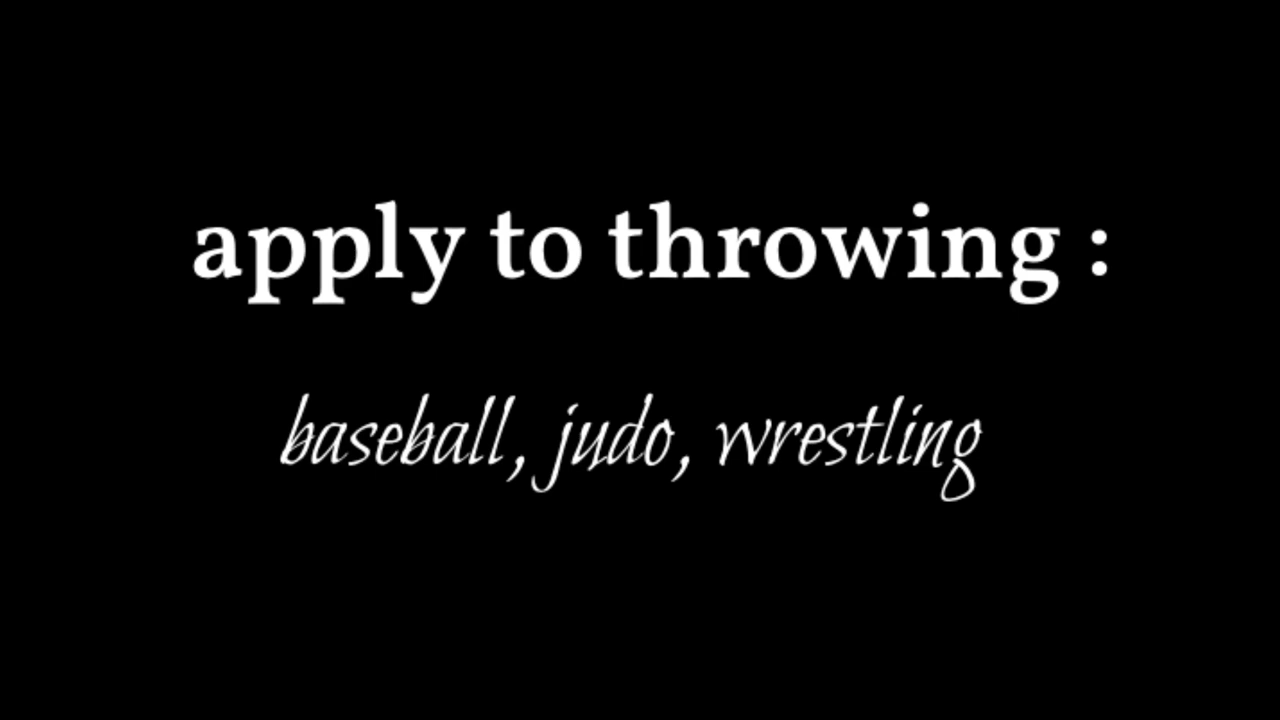 apply to throwing :
baseball, judo, wrestling